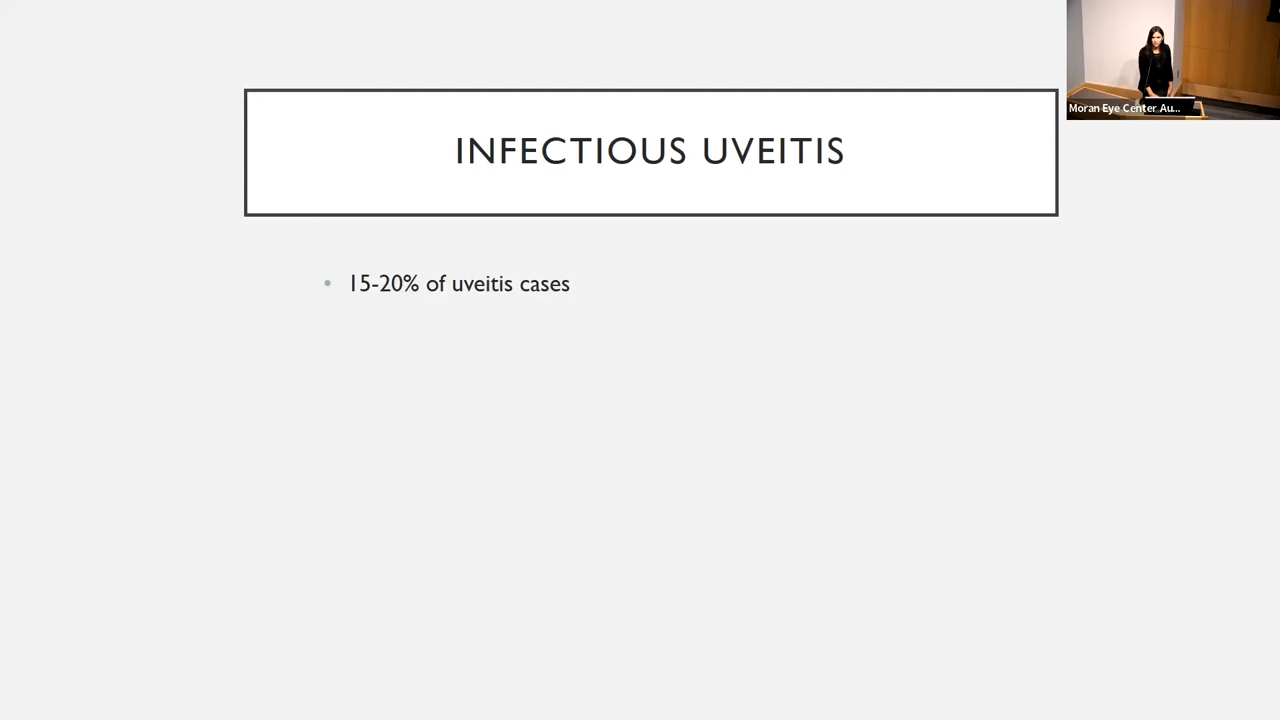 INFECTIOUS UVEITIS
• 15-20% of uveitis cases
Moran Eye Center Au...